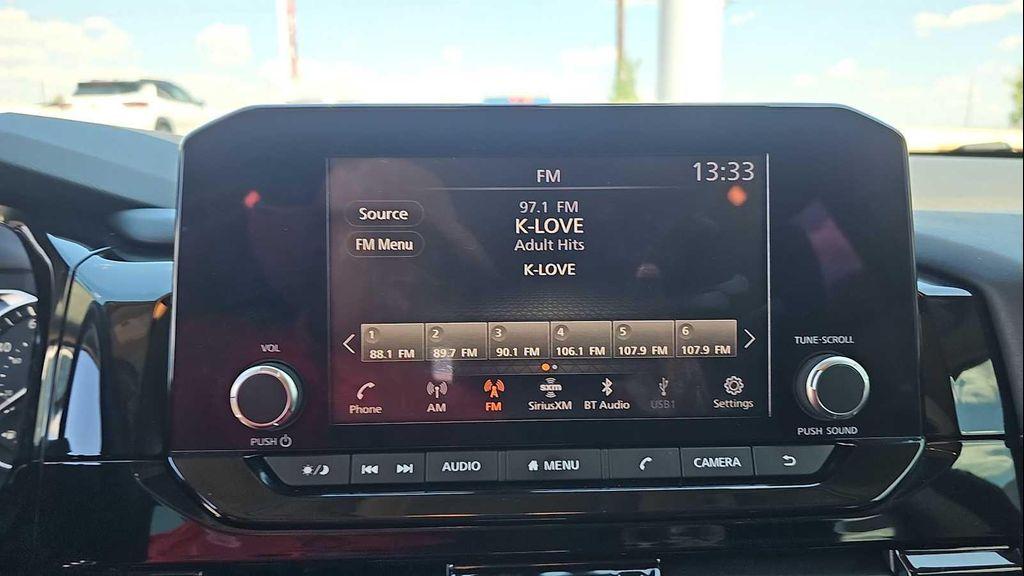 FM
13:33
Source
FM Menu
97.1 FM
K-LOVE
Adult Hits
K-LOVE
1 2 3 4 5 6
88.1 FM 89.7 FM 90.1 FM 106.1 FM 107.9 FM 107.9 FM
Phone AM FM SiriusXM BT Audio USB1 Settings
sxm
VOL
PUSH
TUNE·SCROLL
PUSH SOUND
AUDIO MENU CAMERA